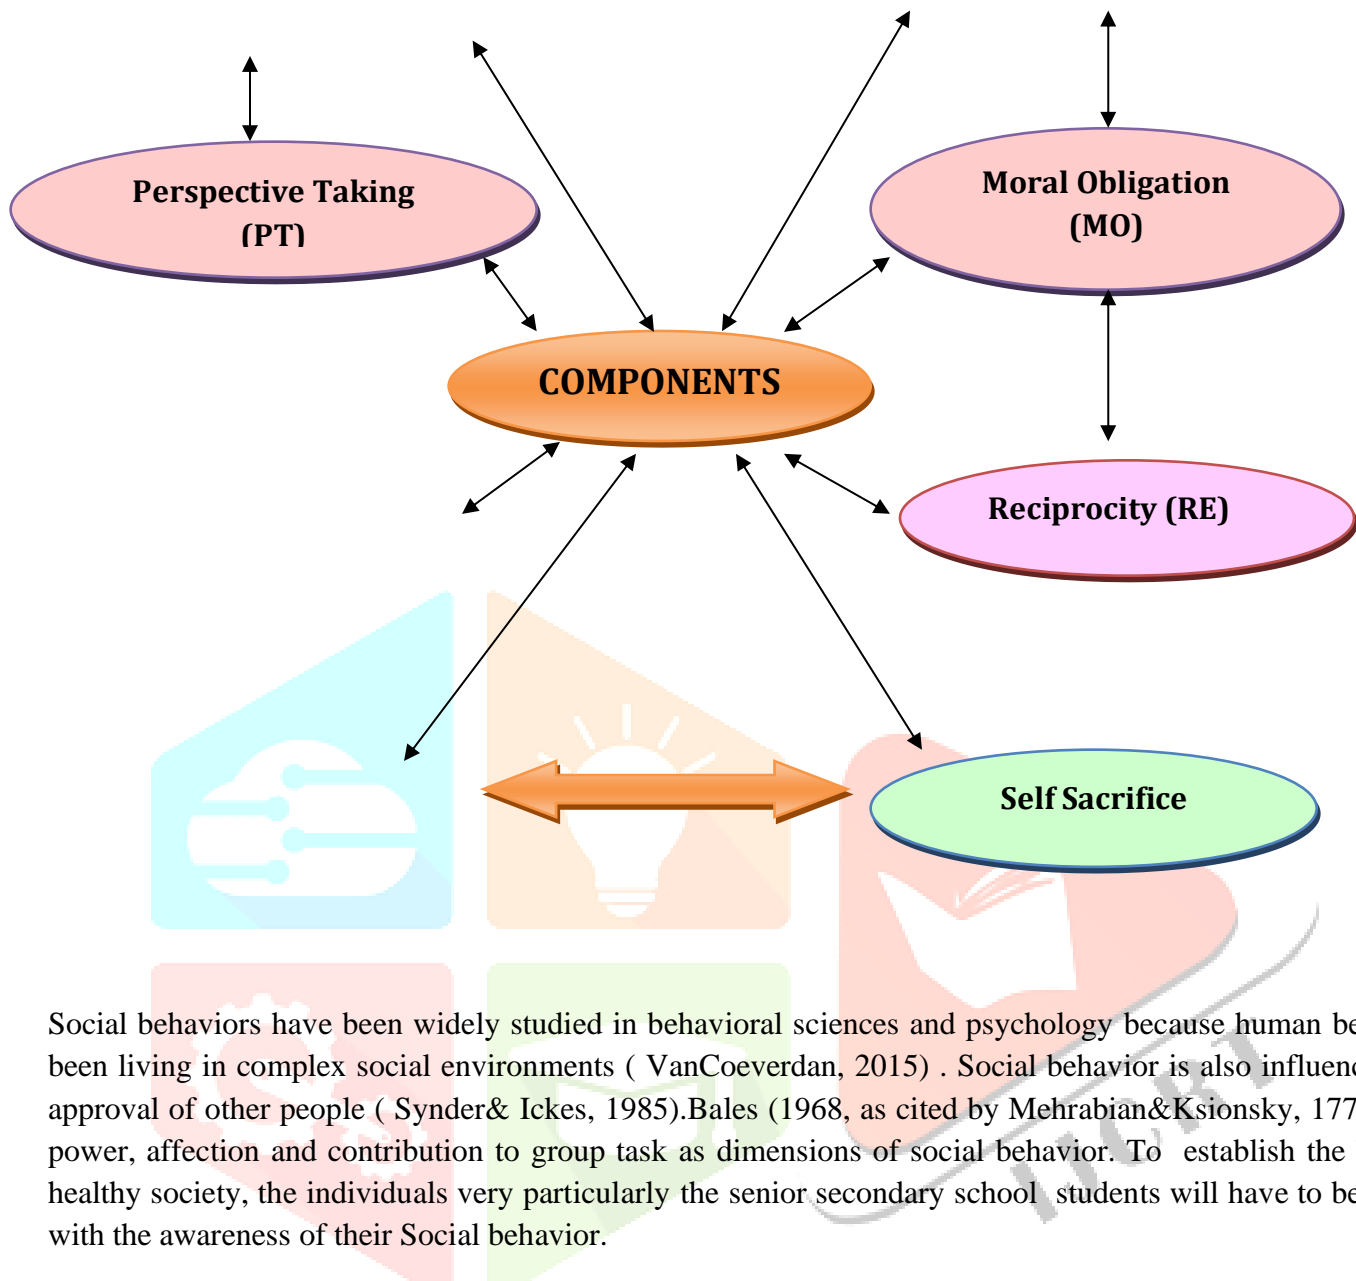 Perspective Taking
(PT)
Moral Obligation
(MO)
COMPONENTS
Reciprocity (RE)
Self Sacrifice
Social behaviors have been widely studied in behavioral sciences and psychology because human be
been living in complex social environments ( VanCoeverdan, 2015) . Social behavior is also influenc
approval of other people ( Synder& Ickes, 1985).Bales (1968, as cited by Mehrabian&Ksionsky, 177
power, affection and contribution to group task as dimensions of social behavior. To establish the
healthy society, the individuals very particularly the senior secondary school students will have to be
with the awareness of their Social behavior.
IJCRT